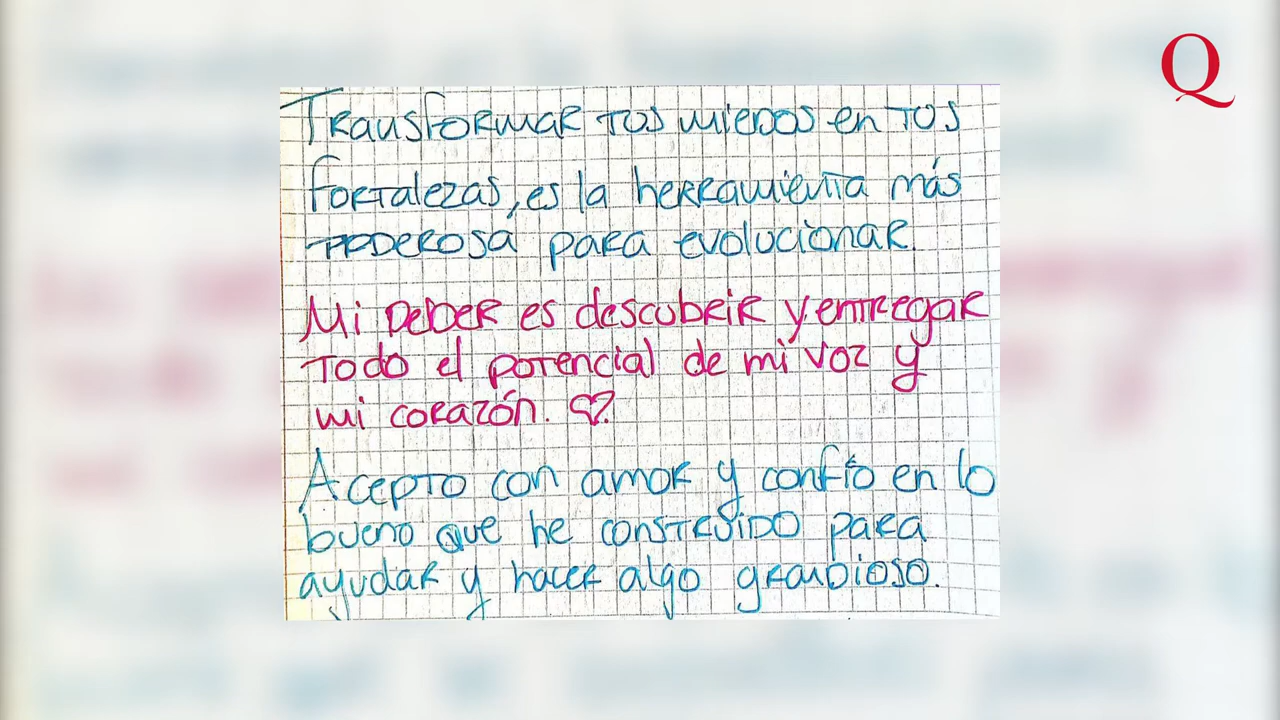 Q
Transformar tus miedos en tus
fortalezas, es la herramienta más
poderosa para evolucionar.
Mi deber es descubrir y entregar
todo el potencial de mi voz y
mi corazón. ♡
Acepto con amor y confío en lo
bueno que he construido para
ayudar y hacer algo grandioso.